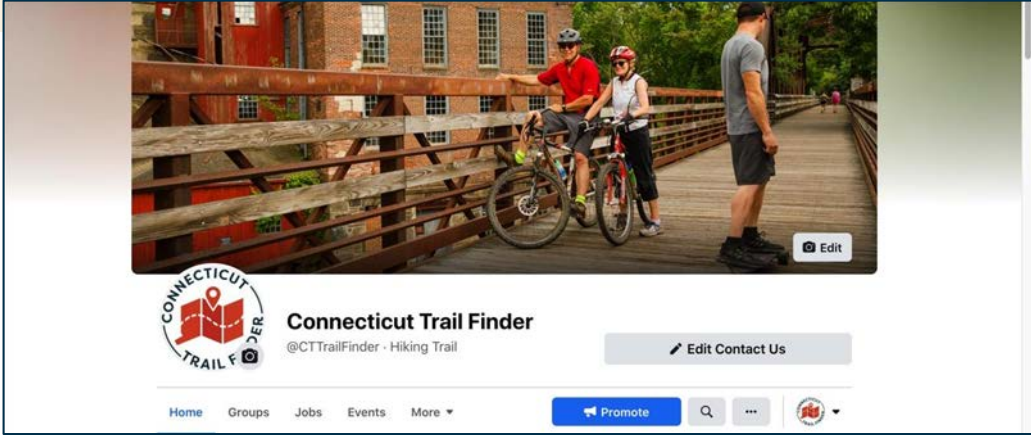 Edit
CONNECTICUT
TRAIL FINDER
Connecticut Trail Finder
@CTTrailFinder · Hiking Trail
Edit Contact Us
Home Groups Jobs Events More Promote ...